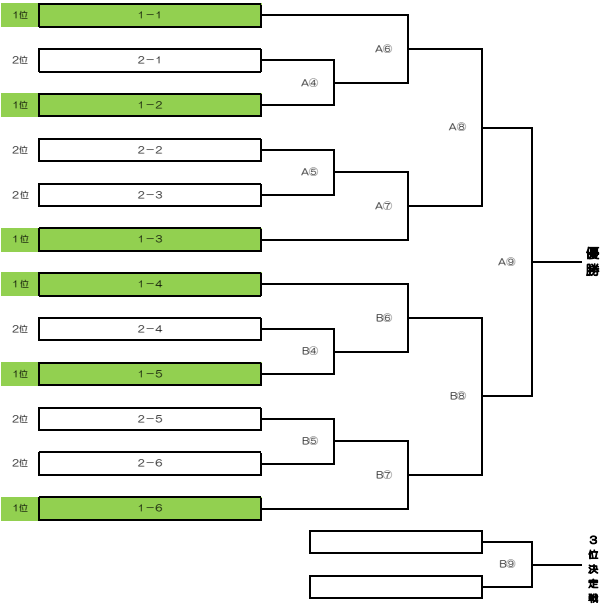 1位 1－1
A⑥
2位 2－1
A④
1位 1－2
A⑧
2位 2－2
A⑤
2位 2－3
A⑦
1位 1－3
A⑨
優勝
1位 1－4
B⑥
2位 2－4
B④
1位 1－5
B⑧
2位 2－5
B⑤
2位 2－6
B⑦
1位 1－6
B⑨
3位決定戦